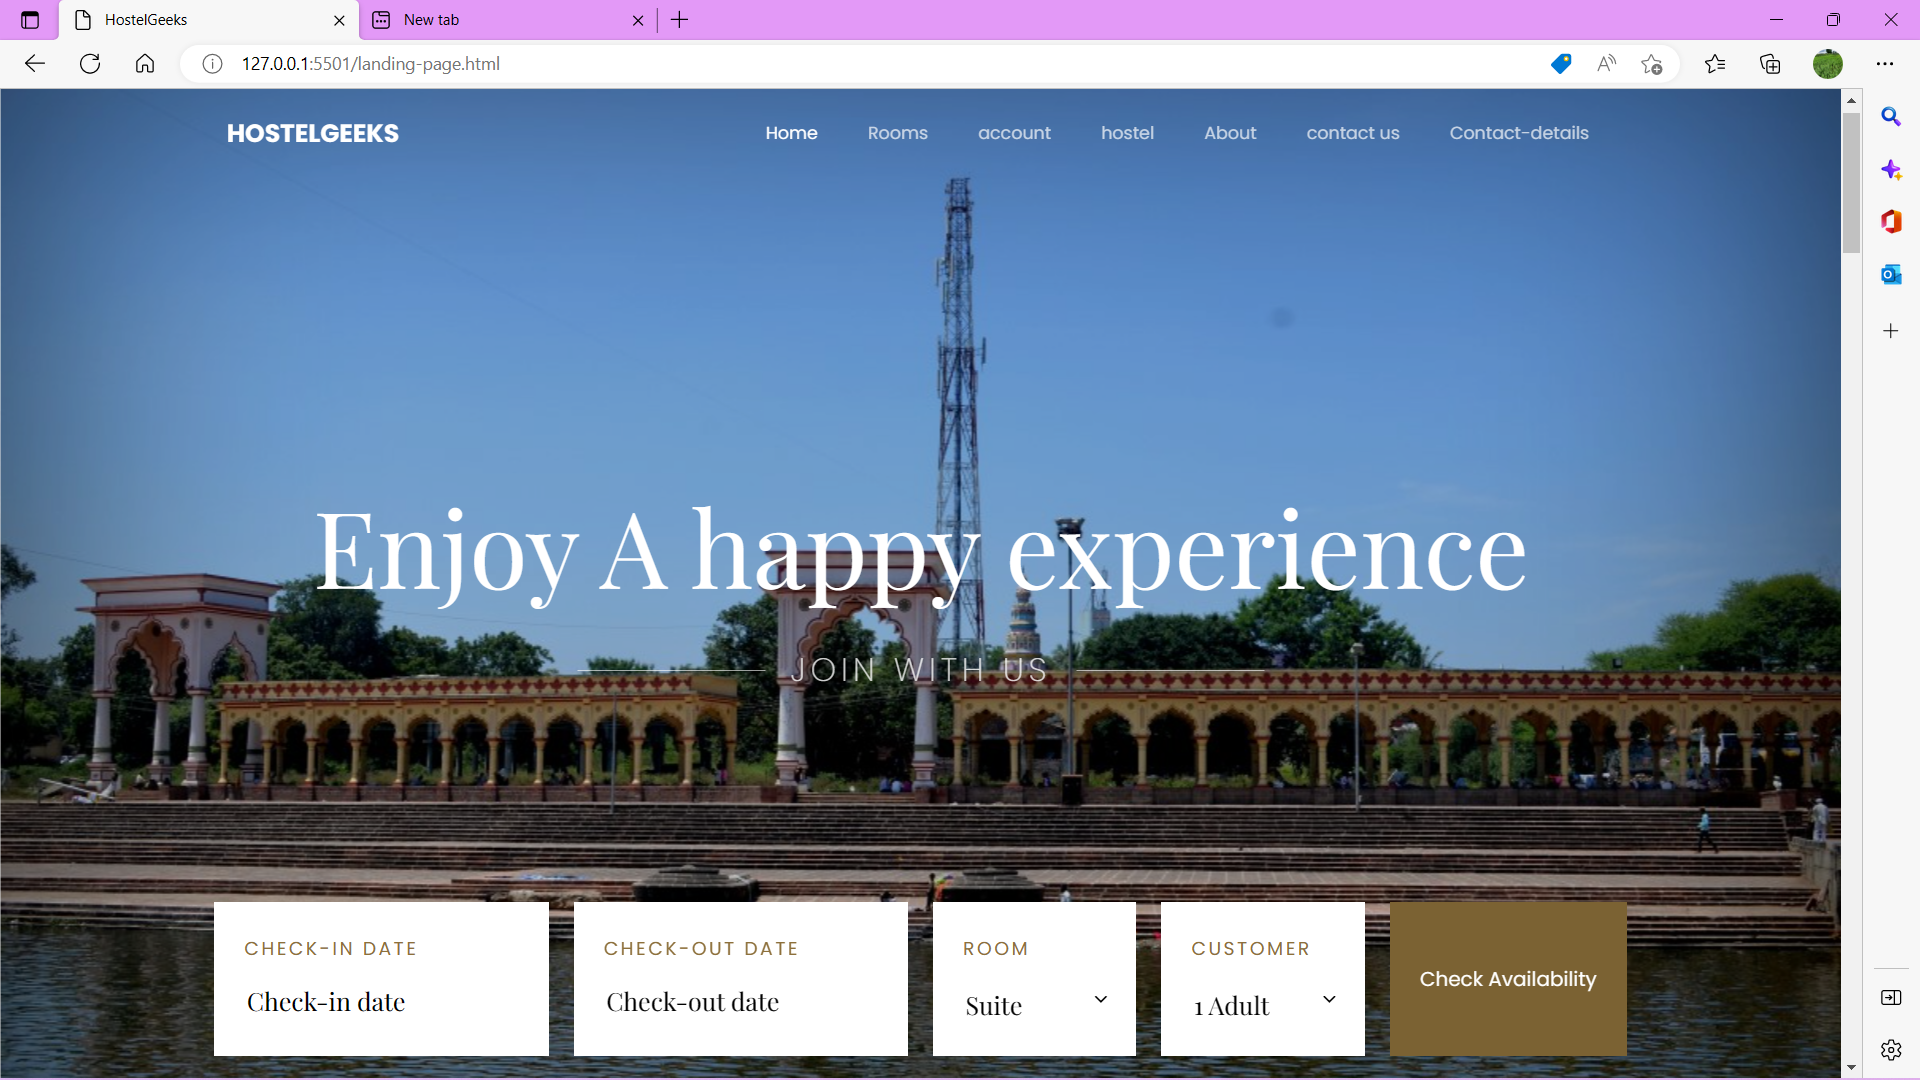 HostelGeeks
New tab
127.0.0.1:5501/landing-page.html
HOSTELGEEKS
Home
Rooms
account
hostel
About
contact us
Contact-details
Enjoy A happy experience
JOIN WITH US
CHECK-IN DATE
Check-in date
CHECK-OUT DATE
Check-out date
ROOM
Suite
CUSTOMER
1 Adult
Check Availability